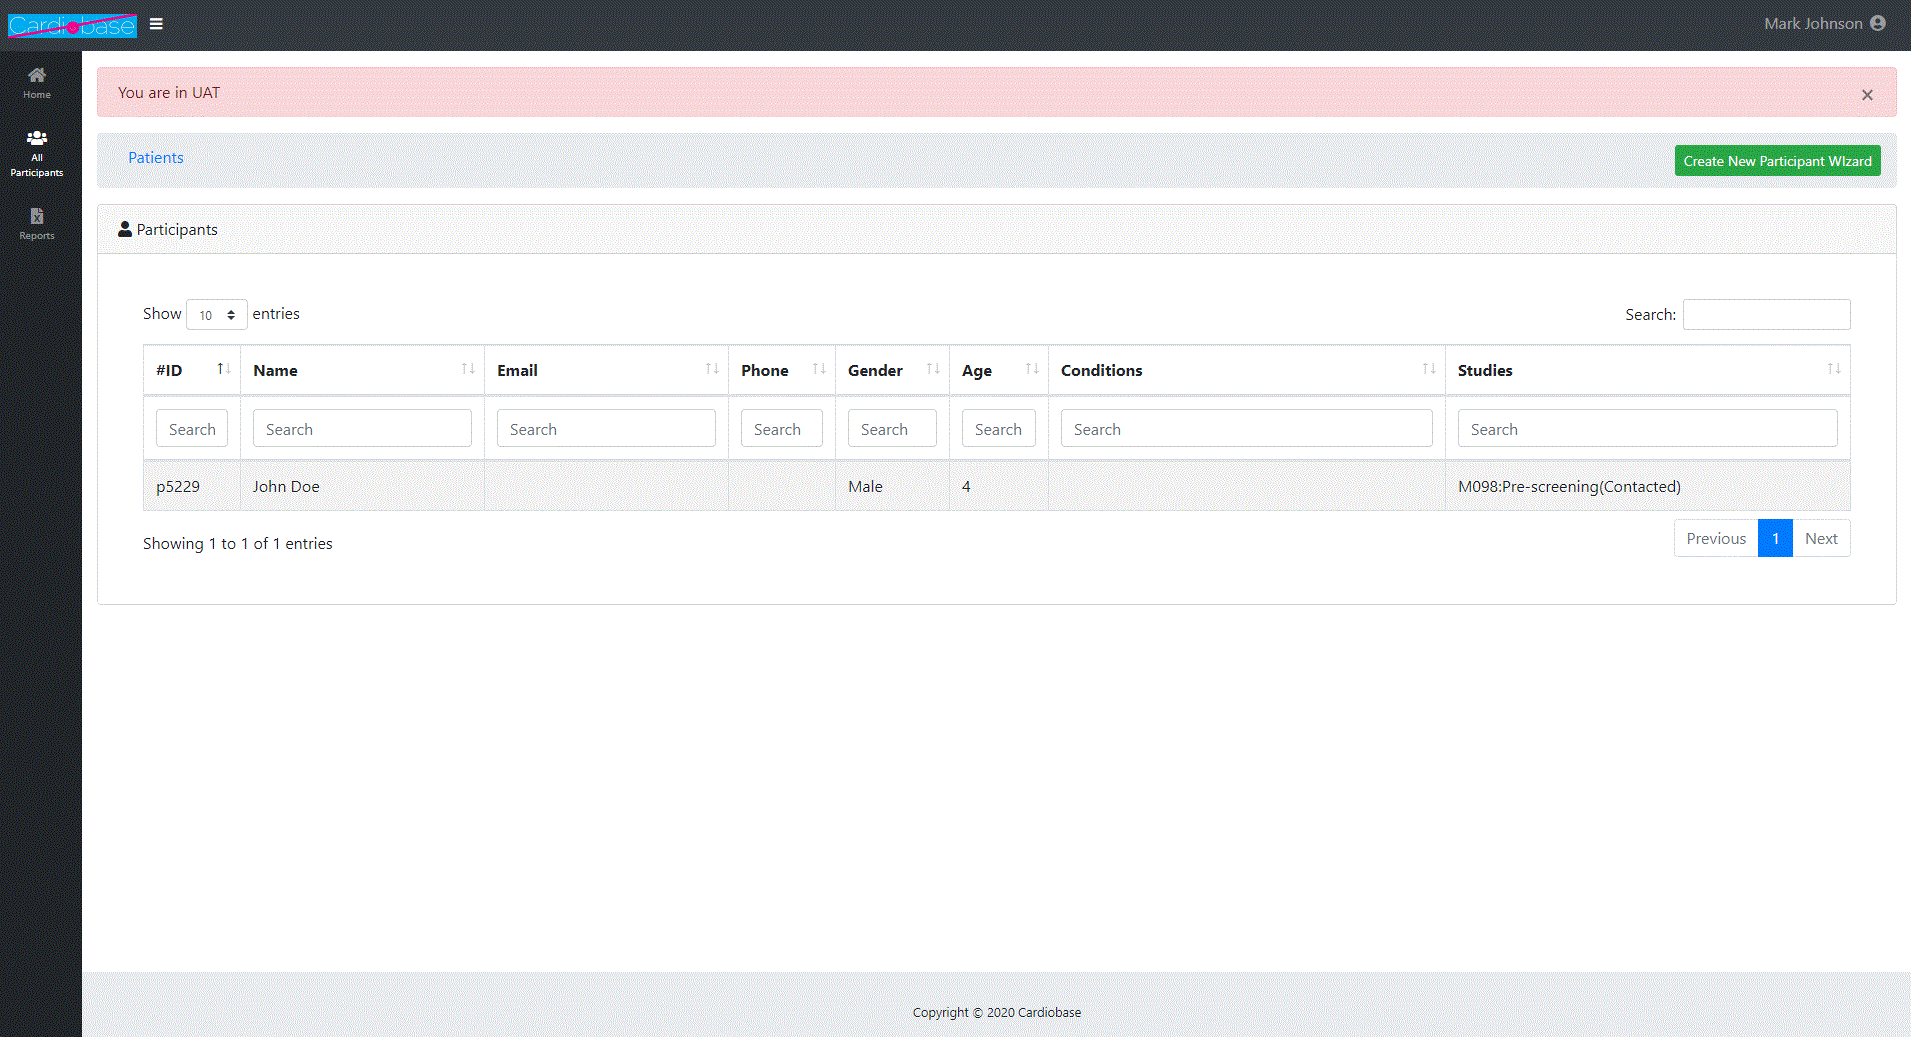 Cardiobase
Mark Johnson
Home
All
Participants
Reports
You are in UAT
×
Patients
Create New Participant WIzard
Participants
Show 10 entries
Search:
#ID Name Email Phone Gender Age Conditions Studies
Search Search Search Search Search Search Search Search
p5229 John Doe Male 4 M098:Pre-screening(Contacted)
Showing 1 to 1 of 1 entries
Previous 1 Next
Copyright © 2020 Cardiobase